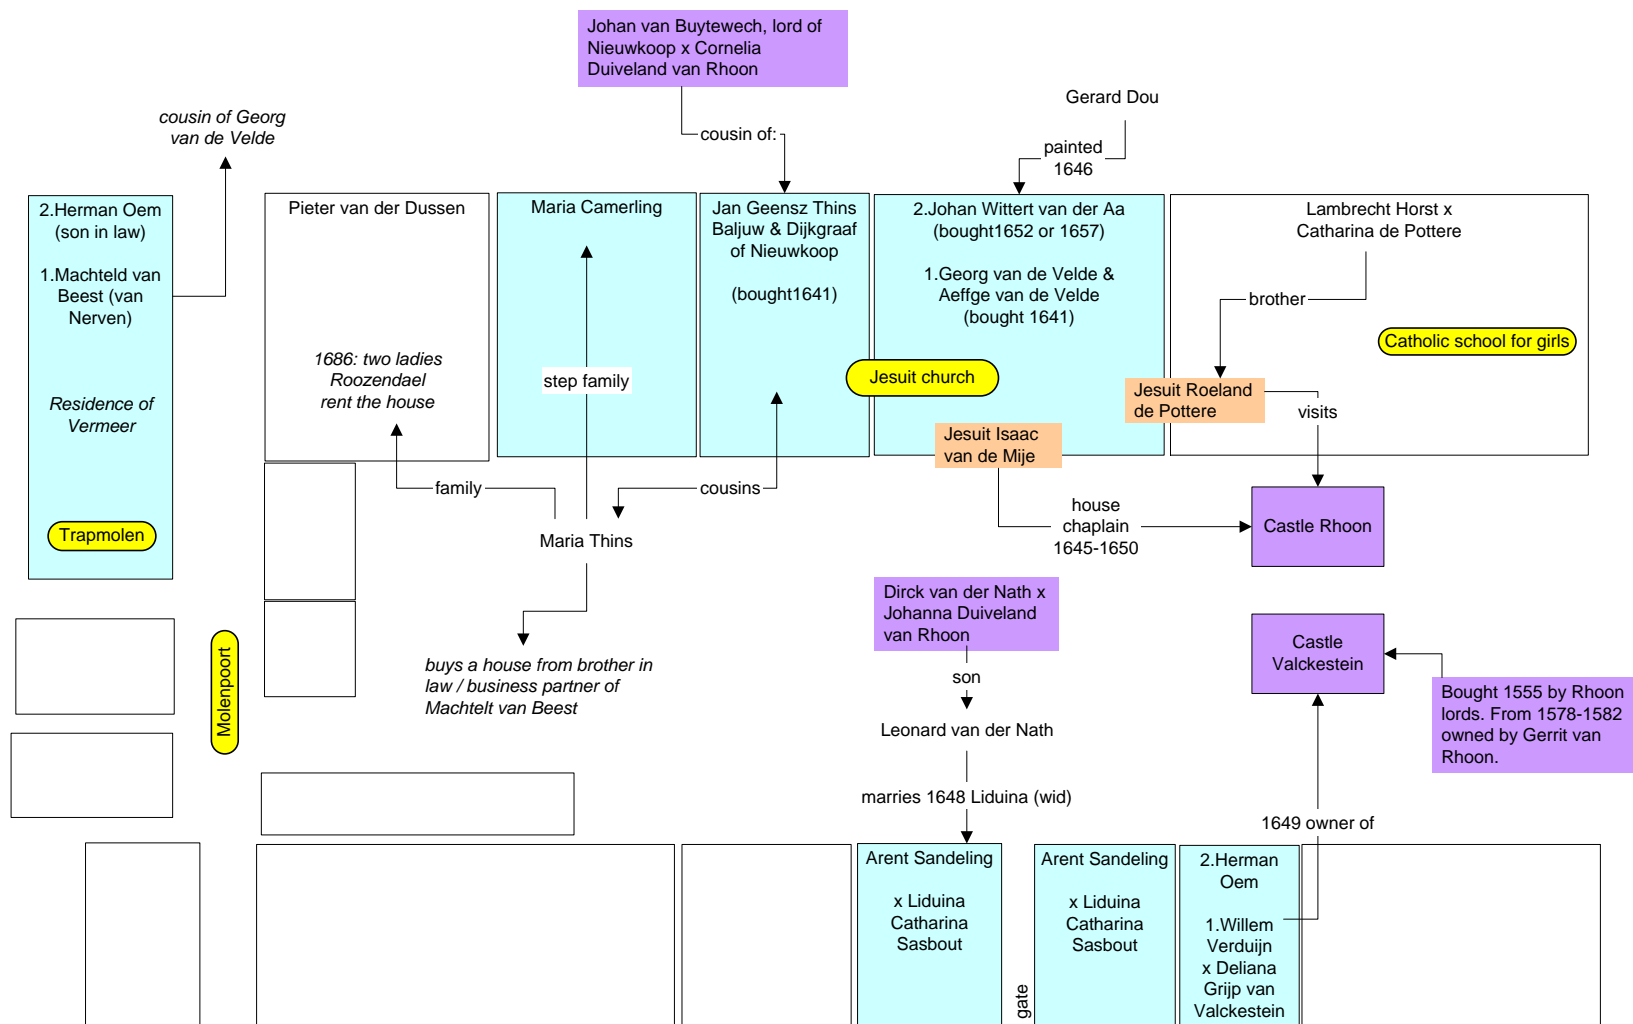 Johan van Buytewech, lord of
Nieuwkoop x Cornelia
Duiveland van Rhoon
Gerard Dou
cousin of Georg
van de Velde
cousin of:
painted
1646
2.Herman Oem
(son in law)
1.Machteld van
Beest (van
Nerven)
Residence of
Vermeer
Trapmolen
Pieter van der Dussen
1686: two ladies
Roozendael
rent the house
Maria Camerling
step family
Jan Geensz Thins
Baljuw & Dijkgraaf
of Nieuwkoop
(bought1641)
2.Johan Wittert van der Aa
(bought1652 or 1657)
1.Georg van de Velde &
Aeffge van de Velde
(bought 1641)
Jesuit church
Jesuit Isaac
van de Mije
Lambrecht Horst x
Catharina de Pottere
brother
Catholic school for girls
Jesuit Roeland
de Pottere
visits
family
cousins
Maria Thins
house
chaplain
1645-1650
Castle Rhoon
Dirck van der Nath x
Johanna Duiveland
van Rhoon
son
Leonard van der Nath
marries 1648 Liduina (wid)
Castle
Valckestein
Bought 1555 by Rhoon
lords. From 1578-1582
owned by Gerrit van
Rhoon.
Molenpoort
buys a house from brother in
law / business partner of
Machtelt van Beest
1649 owner of
Arent Sandeling
x Liduina
Catharina
Sasbout
gate
Arent Sandeling
x Liduina
Catharina
Sasbout
2.Herman
Oem
1.Willem
Verduijn
x Deliana
Grijp van
Valckestein